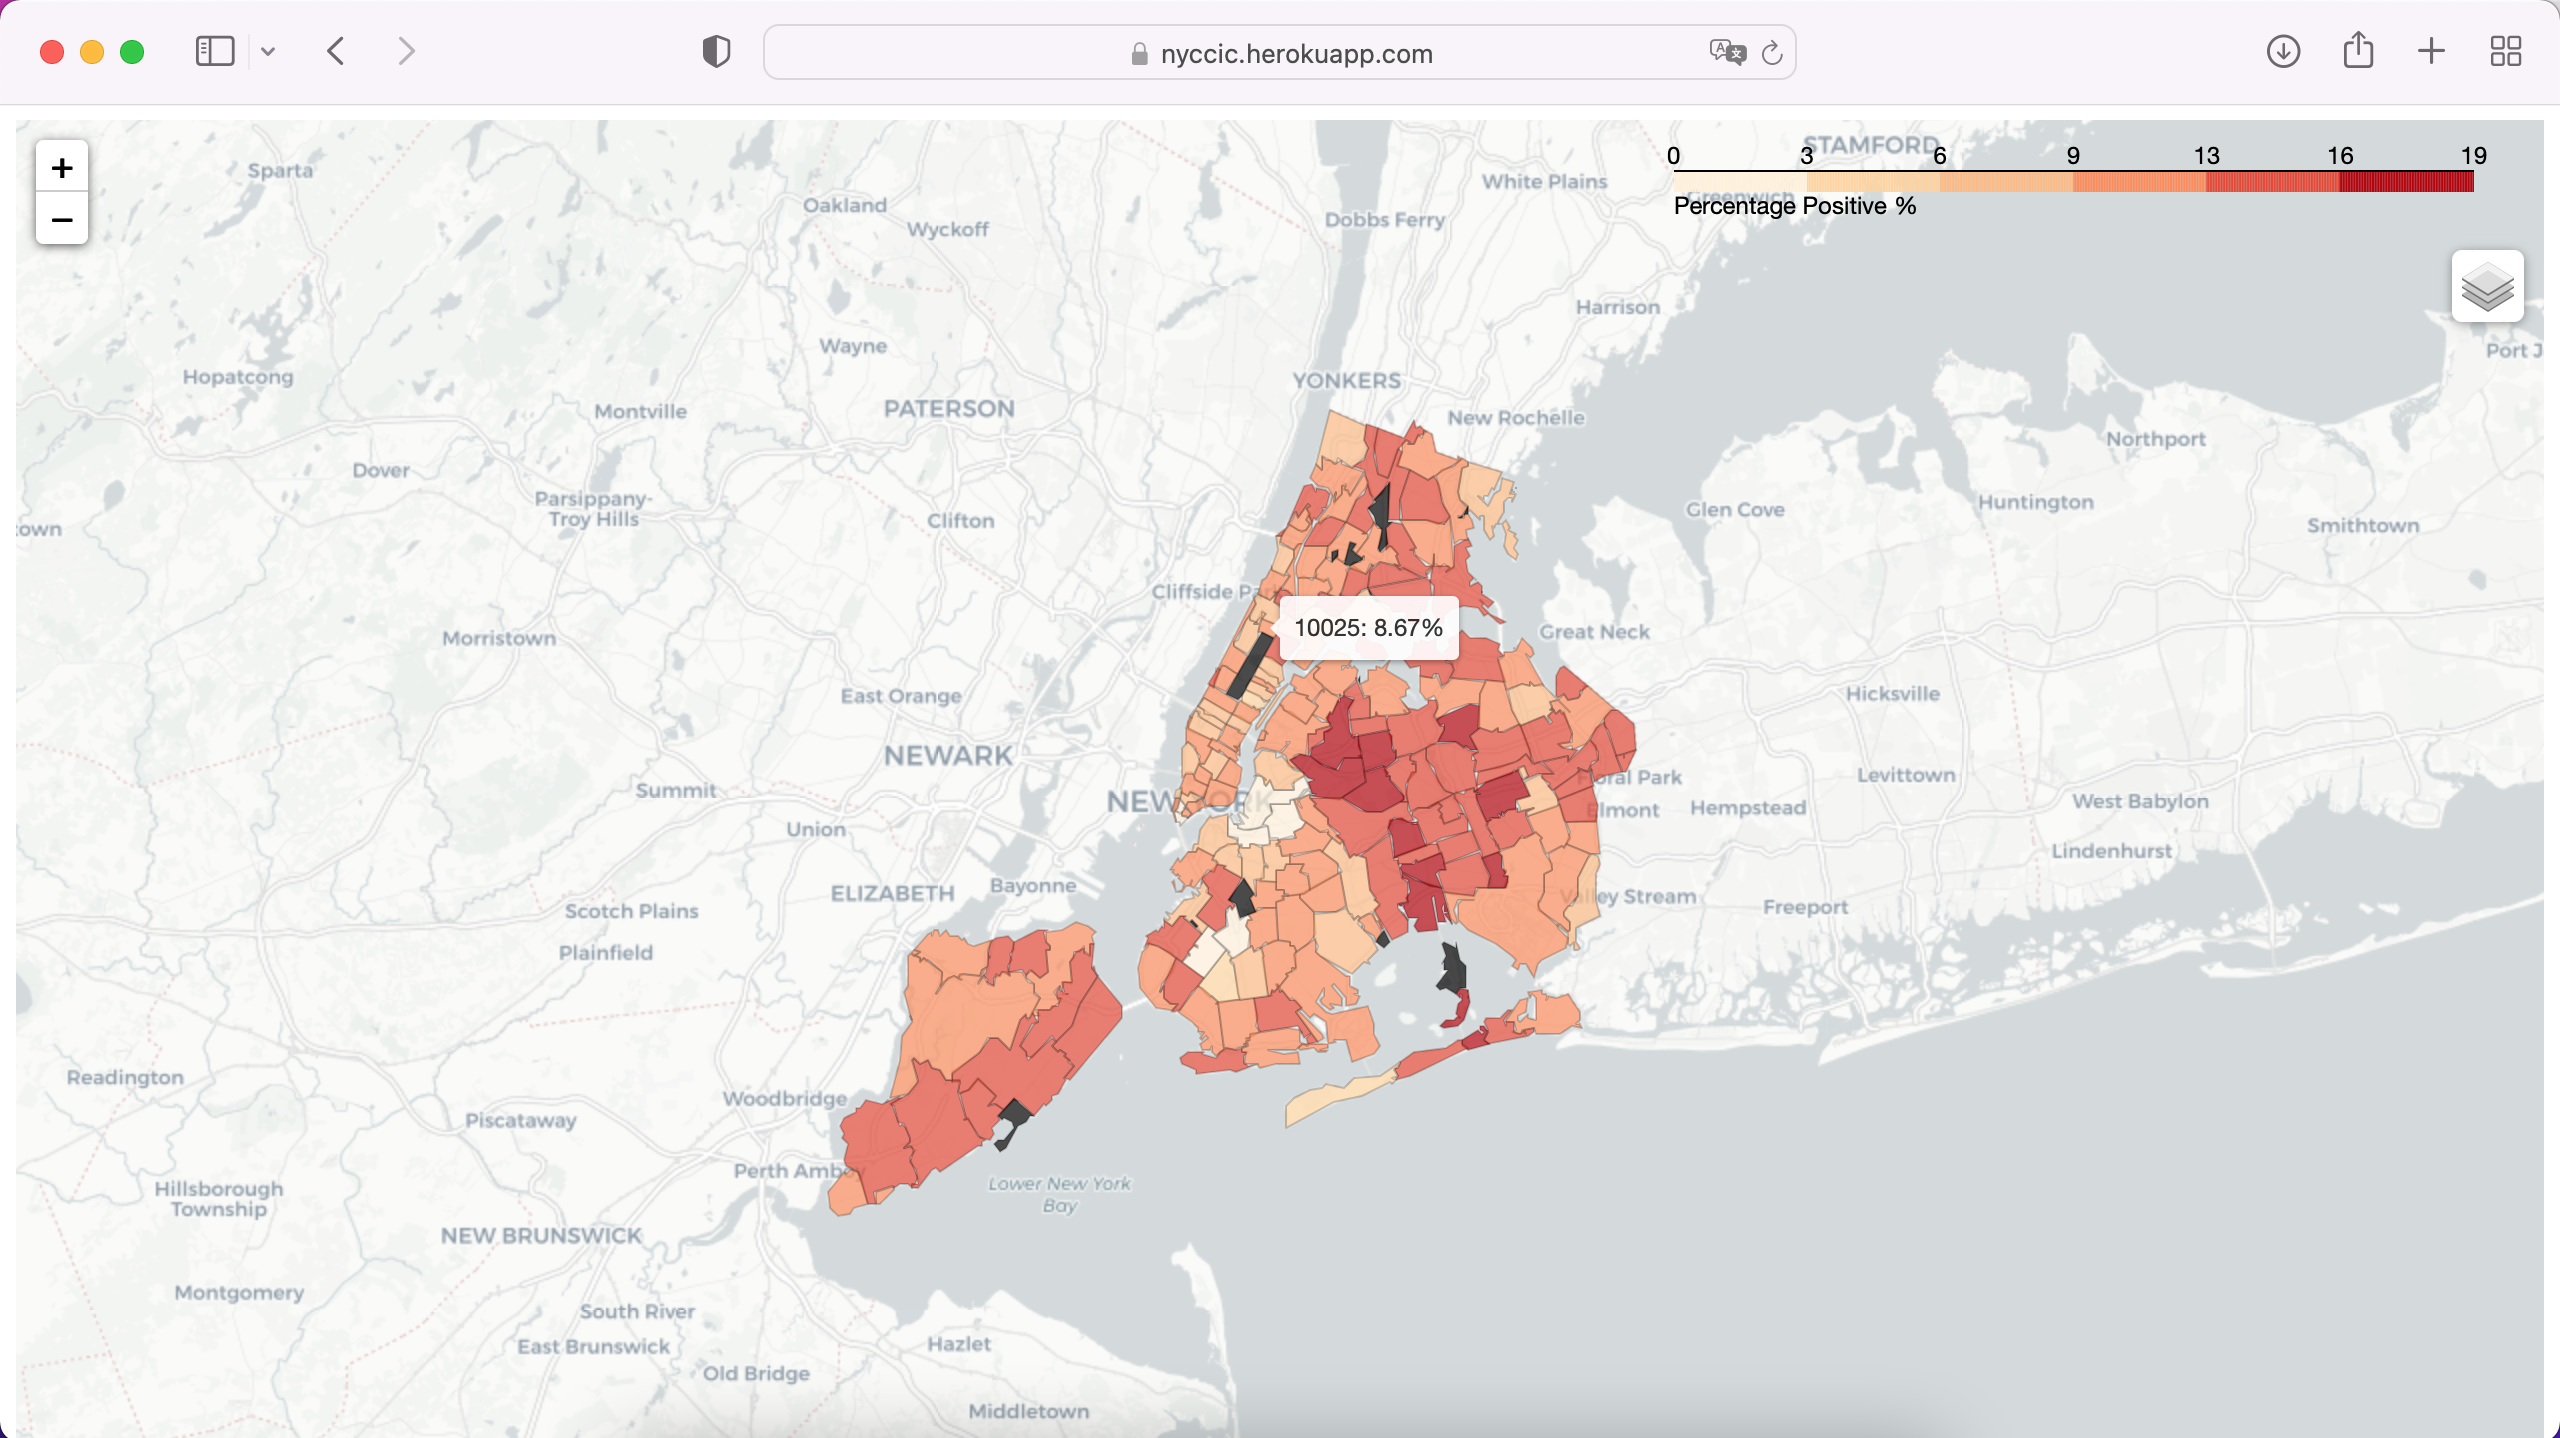 nyccic.herokuapp.com
+
−
0 3 6 9 13 16 19
Percentage Positive %
STAMFORD
Greenwich
Sparta
White Plains
Oakland
Dobbs Ferry
Wyckoff
Harrison
Wayne
Port J
Hopatcong
YONKERS
PATERSON
Montville
New Rochelle
Northport
Dover
Parsippany-
Troy Hills
Huntington
Glen Cove
Clifton
Smithtown
town
Cliffside Pa
10025: 8.67%
Great Neck
Morristown
East Orange
Hicksville
NEWARK
oral Park
Levittown
Summit
NEW YORK
West Babylon
Elmont
Hempstead
Union
Lindenhurst
Bayonne
ELIZABETH
Valley Stream
Freeport
Scotch Plains
Plainfield
Readington
Woodbridge
Piscataway
Perth Amboy
Lower New York
Bay
Hillsborough
Township
NEW BRUNSWICK
Montgomery
South River
Hazlet
East Brunswick
Old Bridge
Middletown